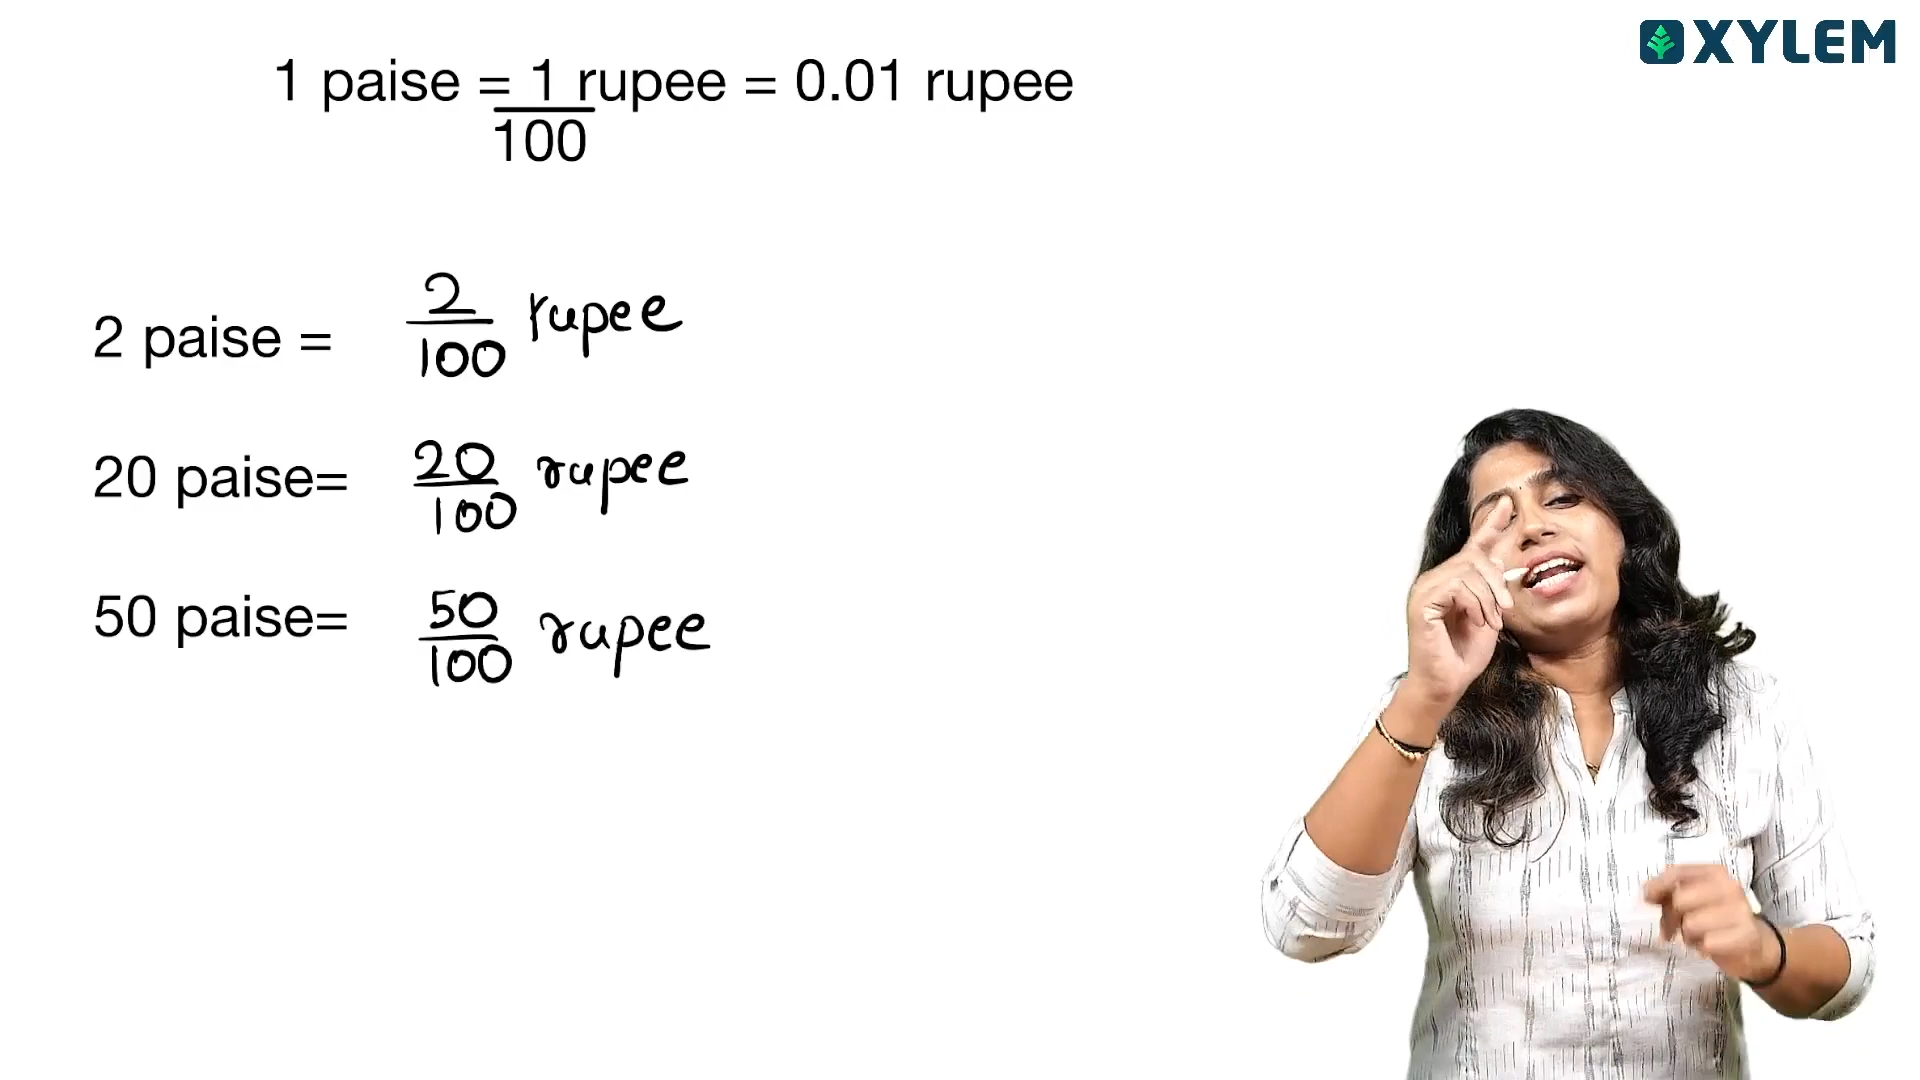 XYLEM
1 paise = 1 rupee = 0.01 rupee
100
2 paise = 2/100 rupee
20 paise= 20/100 rupee
50 paise= 50/100 rupee